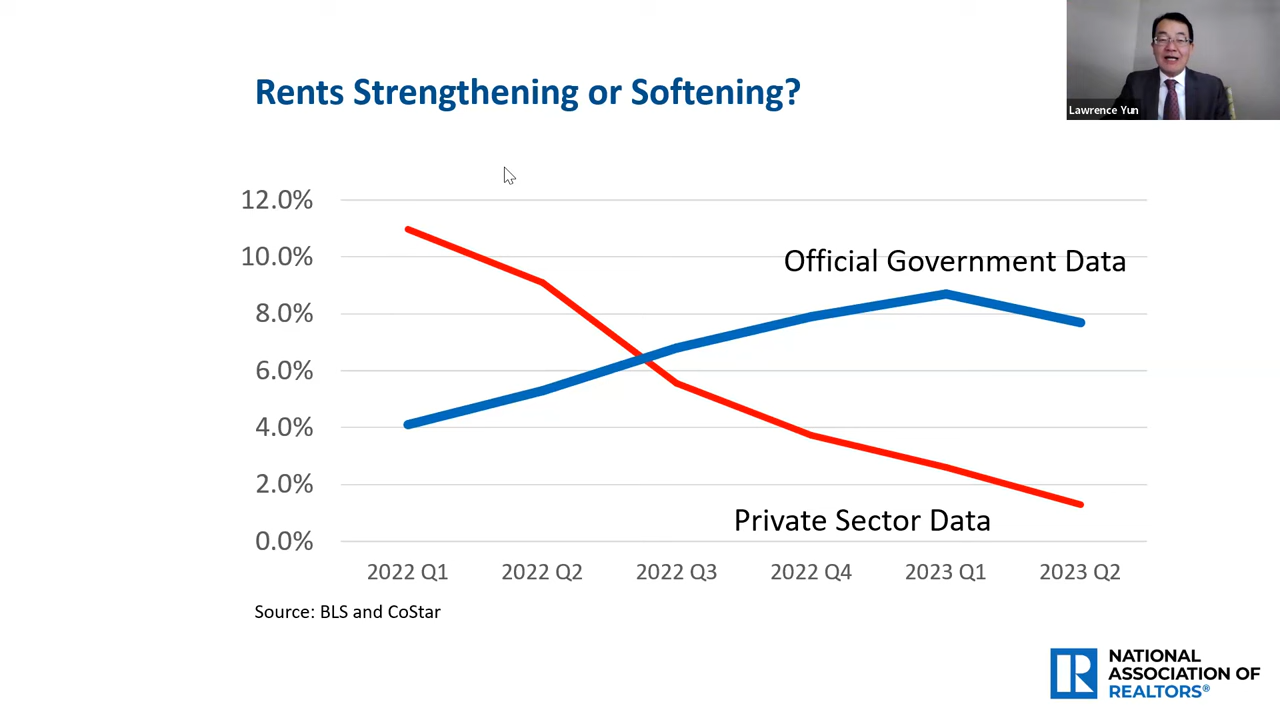 Rents Strengthening or Softening?
Lawrence Yun
12.0%
10.0%
8.0%
6.0%
4.0%
2.0%
0.0%
Official Government Data
Private Sector Data
2022 Q1
2022 Q2
2022 Q3
2022 Q4
2023 Q1
2023 Q2
Source: BLS and CoStar
R
NATIONAL
ASSOCIATION OF
REALTORS®